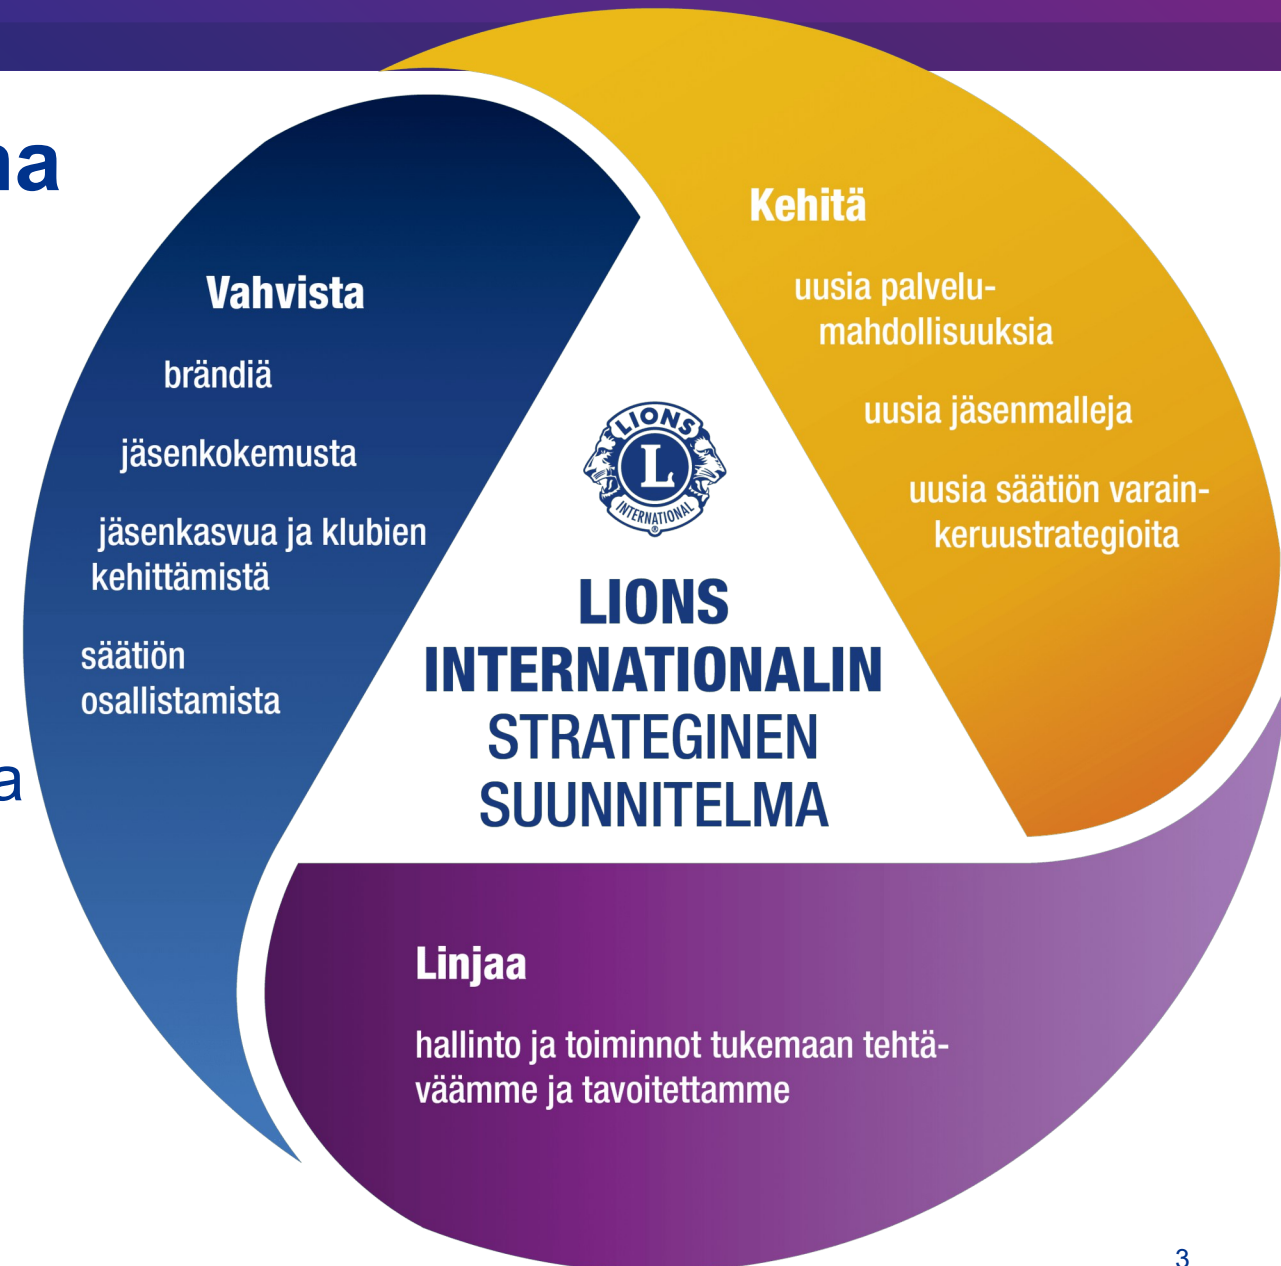 na
Vahvista
brändiä
jäsenkokemusta
jäsenkasvua ja klubien
kehittämistä
säätiön
osallistamista
a
Kehitä
uusia palvelu-
mahdollisuuksia
uusia jäsenmalleja
uusia säätiön varain-
keruustrategioita
LIONS
L
INTERNATIONAL
®
LIONS
INTERNATIONALIN
STRATEGINEN
SUUNNITELMA
Linjaa
hallinto ja toiminnot tukemaan tehtä-
väämme ja tavoitettamme
3